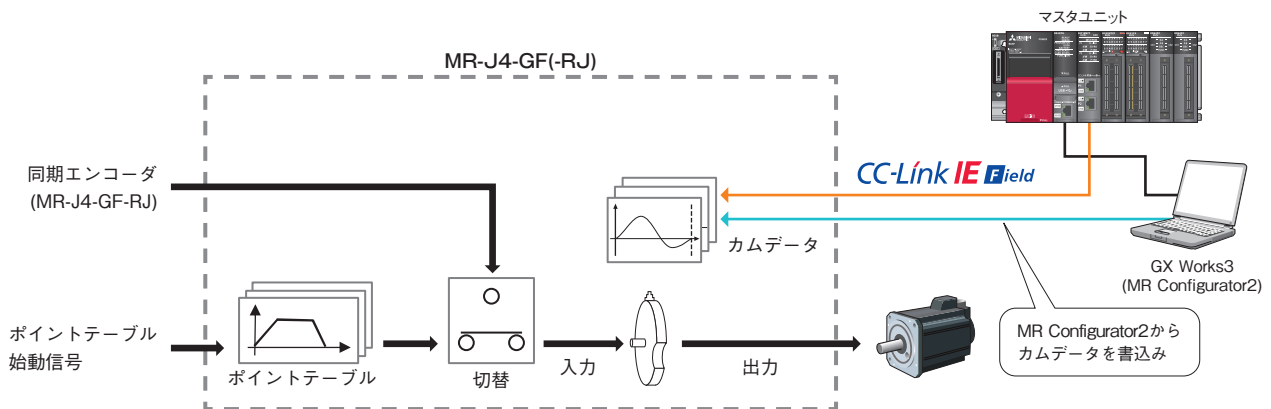 マスタユニット
MR-J4-GF(-RJ)
同期エンコーダ
(MR-J4-GF-RJ)
CC-Link IE Field
カムデータ
GX Works3
(MR Configurator2)
MR Configurator2から
カムデータを書込み
ポイントテーブル
始動信号
ポイントテーブル
切替
入力
出力